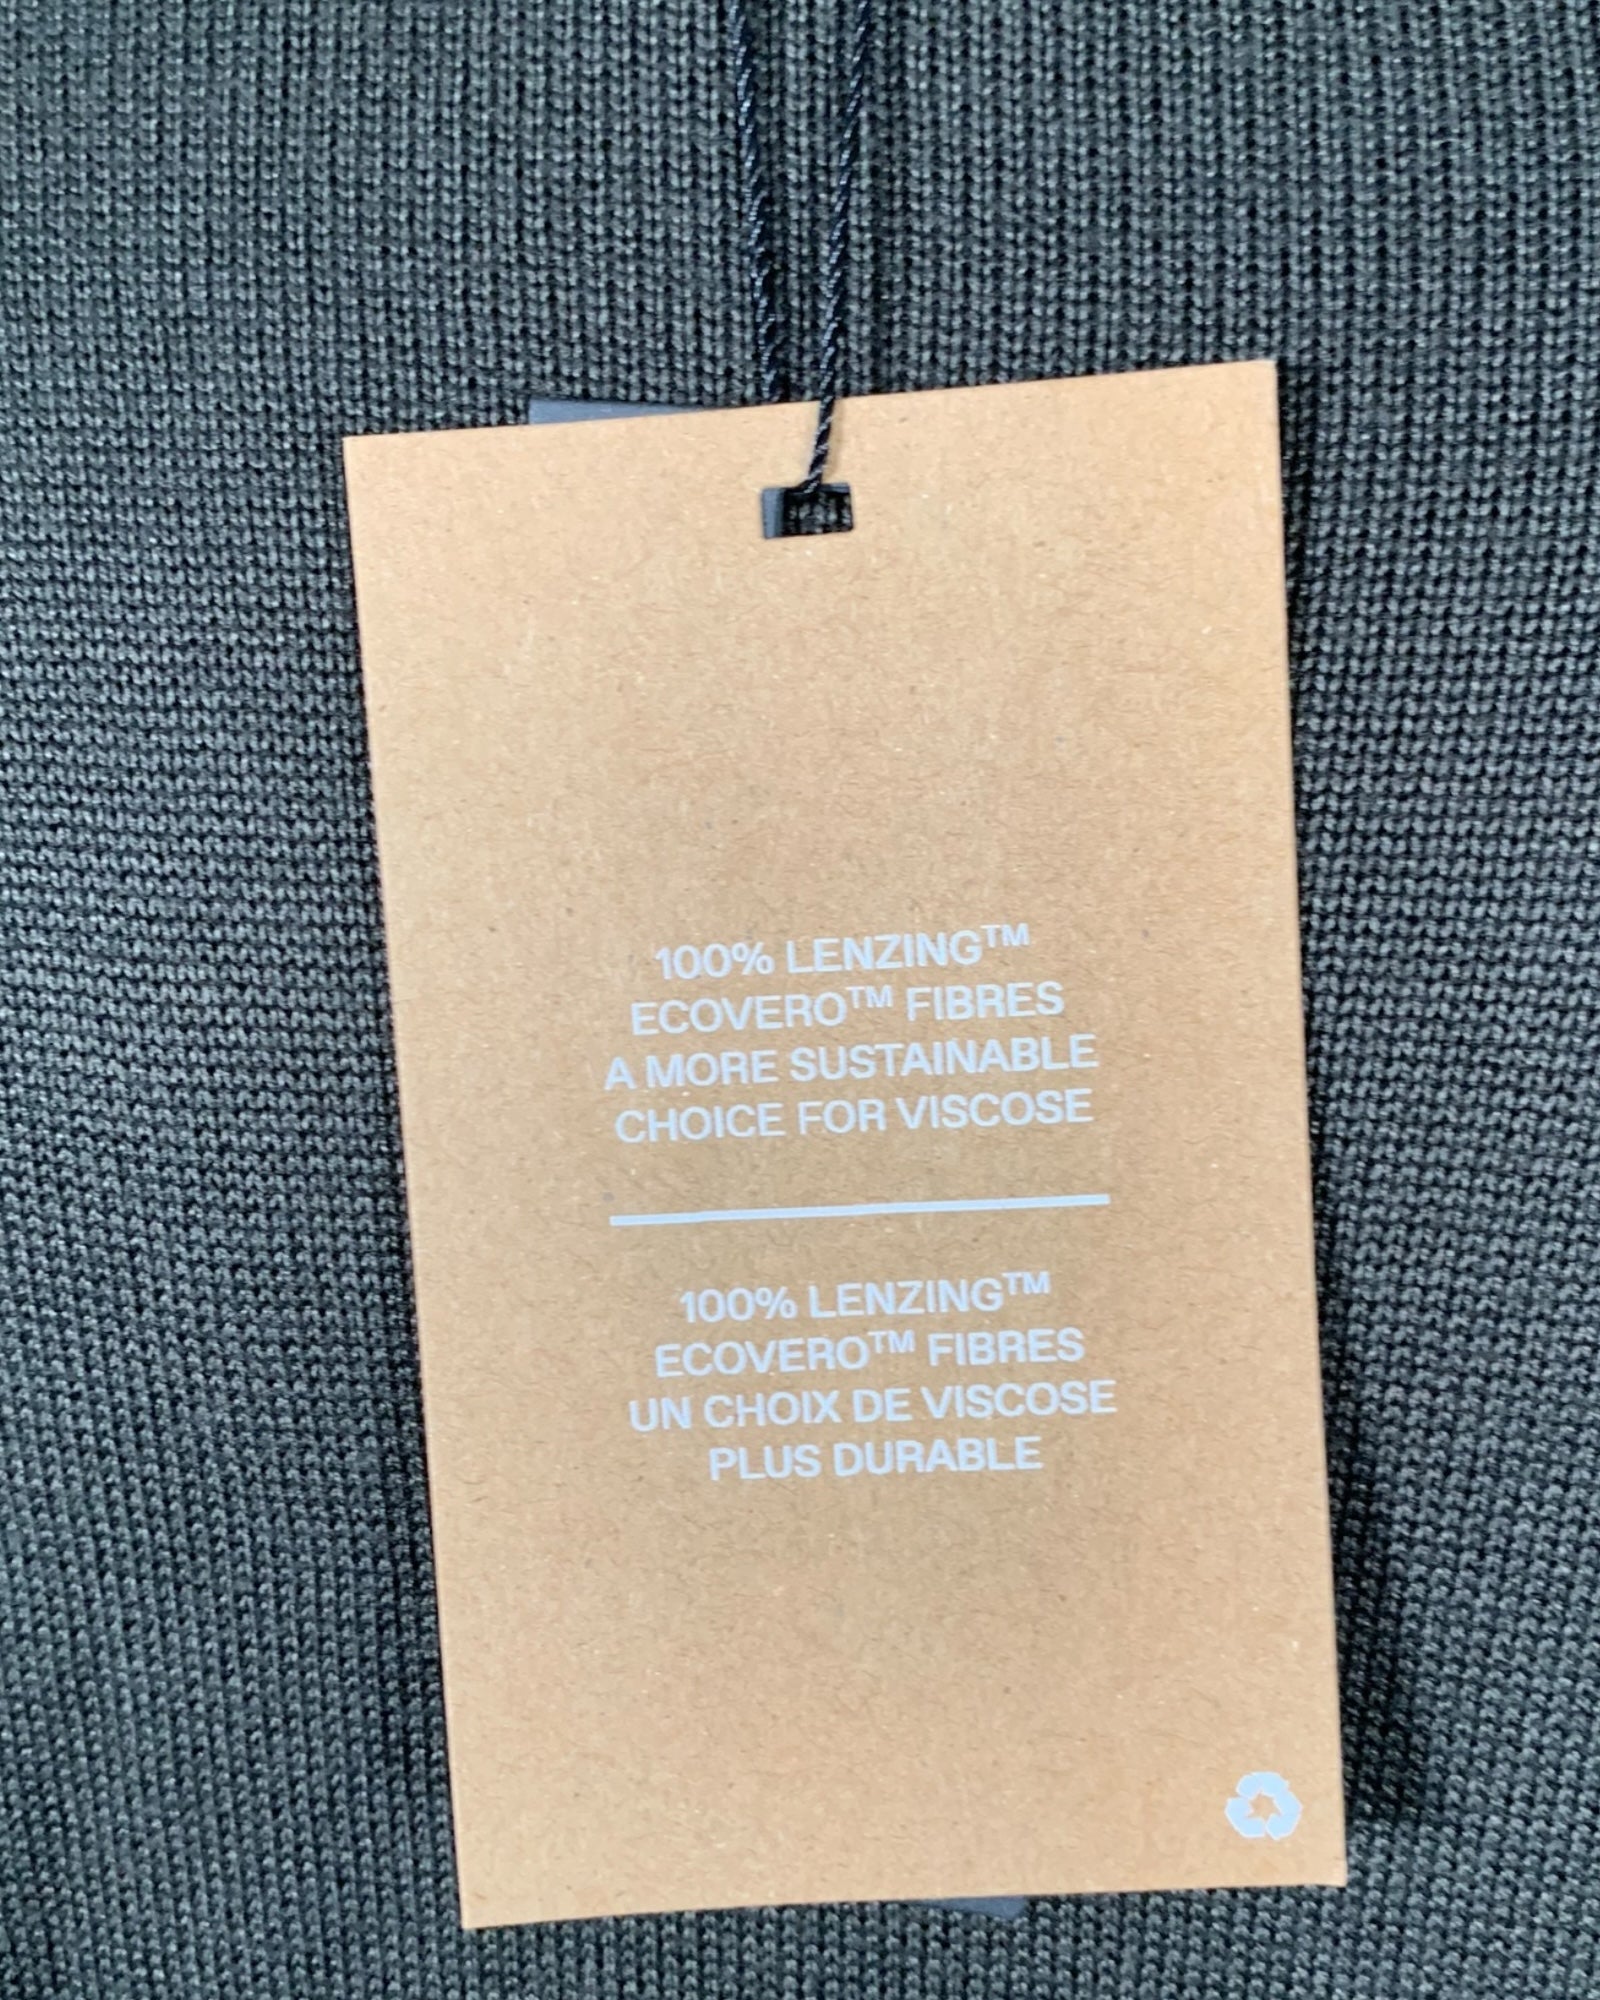 100% LENZING™
ECOVERO™ FIBRES
A MORE SUSTAINABLE
CHOICE FOR VISCOSE
100% LENZING™
ECOVERO™ FIBRES
UN CHOIX DE VISCOSE
PLUS DURABLE